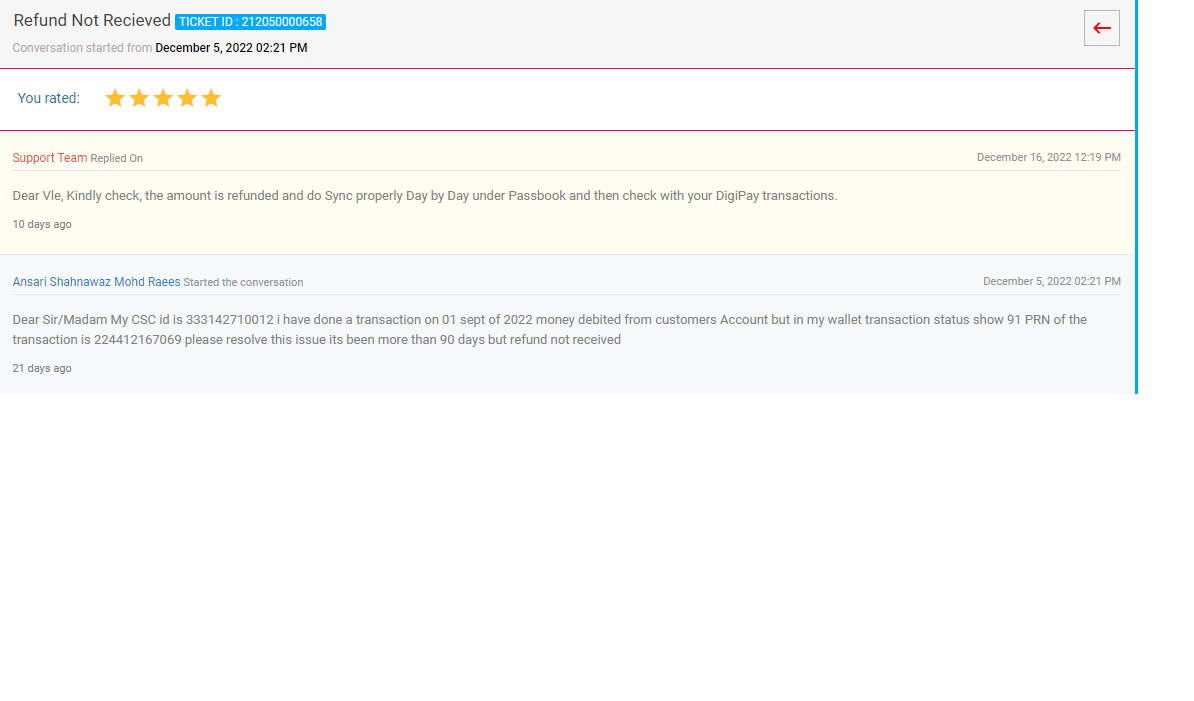 Refund Not Recieved TICKET ID : 212050000658
Conversation started from December 5, 2022 02:21 PM
You rated:
Support Team Replied On December 16, 2022 12:19 PM
Dear Vle, Kindly check, the amount is refunded and do Sync properly Day by Day under Passbook and then check with your DigiPay transactions.
10 days ago
Ansari Shahnawaz Mohd Raees Started the conversation December 5, 2022 02:21 PM
Dear Sir/Madam My CSC id is 333142710012 i have done a transaction on 01 sept of 2022 money debited from customers Account but in my wallet transaction status show 91 PRN of the
transaction is 224412167069 please resolve this issue its been more than 90 days but refund not received
21 days ago